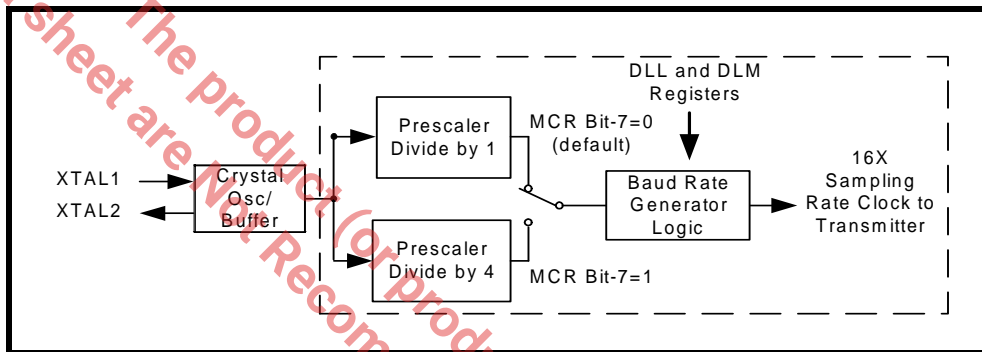 The product (or produ
sheet are Not Recom
DLL and DLM
Registers
Prescaler
Divide by 1
MCR Bit-7=0
(default)
XTAL1
XTAL2
Crystal
Osc/
Buffer
Baud Rate
Generator
Logic
16X
Sampling
Rate Clock to
Transmitter
Prescaler
Divide by 4
MCR Bit-7=1